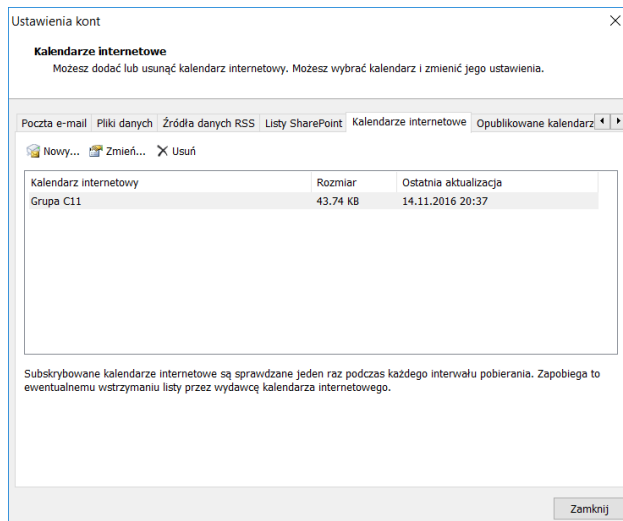 Ustawienia kont
Kalendarze internetowe
Możesz dodać lub usunąć kalendarz internetowy. Możesz wybrać kalendarz i zmienić jego ustawienia.
Poczta e-mail Pliki danych Źródła danych RSS Listy SharePoint Kalendarze internetowe Opublikowane kalendarz
Nowy... Zmień... Usuń
Kalendarz internetowy Rozmiar Ostatnia aktualizacja
Grupa C11 43.74 KB 14.11.2016 20:37
Subskrybowane kalendarze internetowe są sprawdzane jeden raz podczas każdego interwału pobierania. Zapobiega to
ewentualnemu wstrzymaniu listy przez wydawcę kalendarza internetowego.
Zamknij